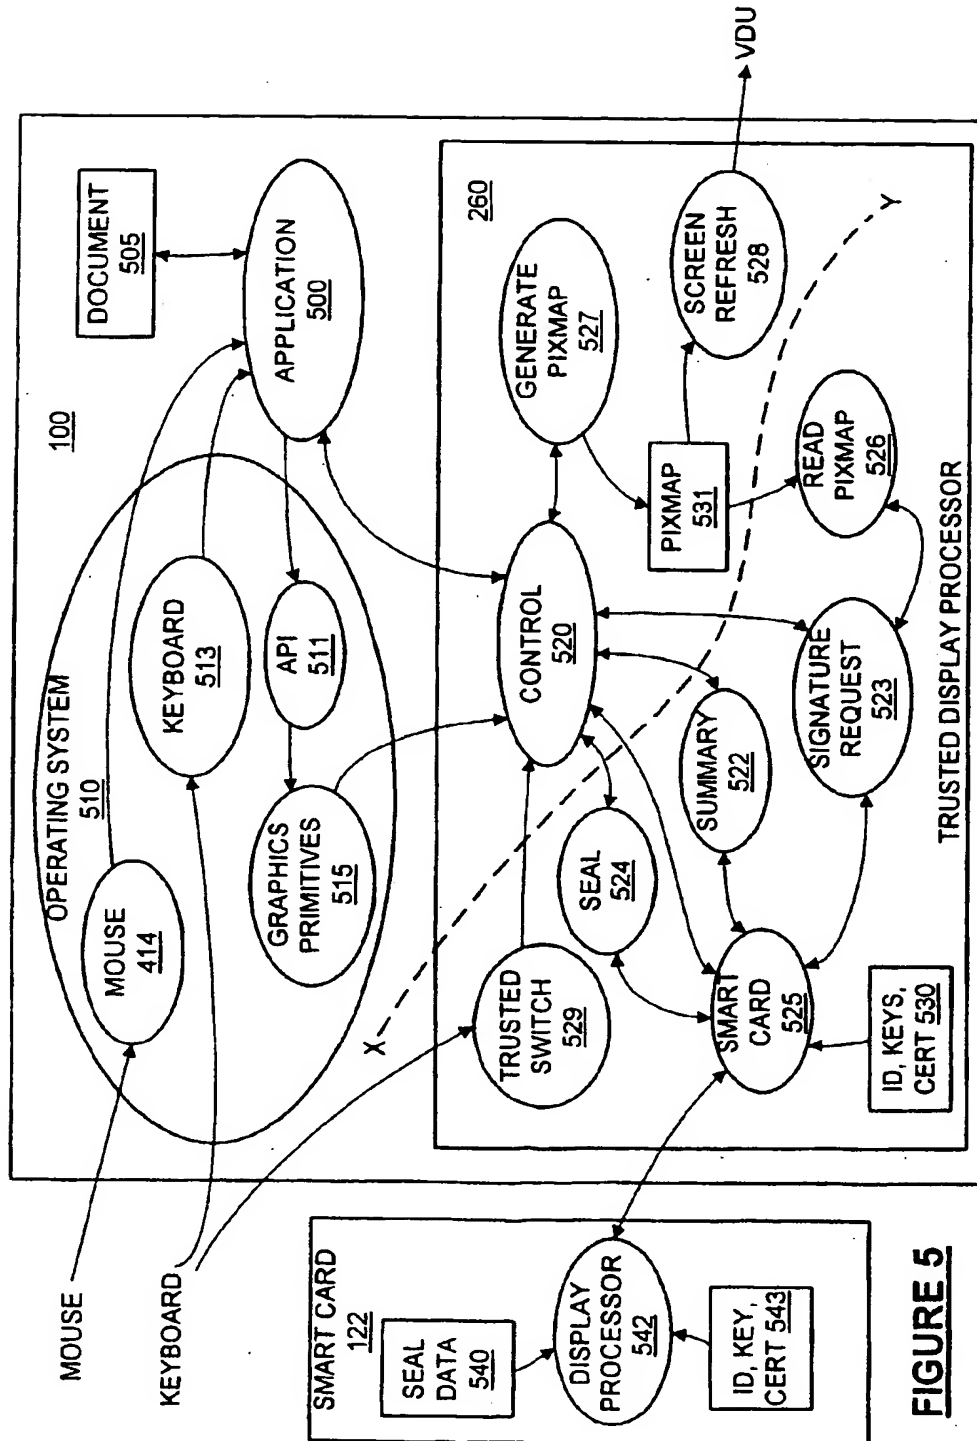 MOUSE
KEYBOARD
100
OPERATING SYSTEM
510
MOUSE
414
KEYBOARD
513
GRAPHICS
PRIMITIVES
515
API
511
DOCUMENT
505
APPLICATION
500
X
260
TRUSTED
SWITCH
529
SEAL
524
CONTROL
520
GENERATE
PIXMAP
527
PIXMAP
531
SCREEN
REFRESH
528
VDU
SMART
CARD
525
SUMMARY
522
SIGNATURE
REQUEST
523
READ
PIXMAP
526
Y
ID, KEYS,
CERT 530
TRUSTED DISPLAY PROCESSOR
SMART CARD
122
SEAL
DATA
540
DISPLAY
PROCESSOR
542
ID, KEY,
CERT 543
FIGURE 5